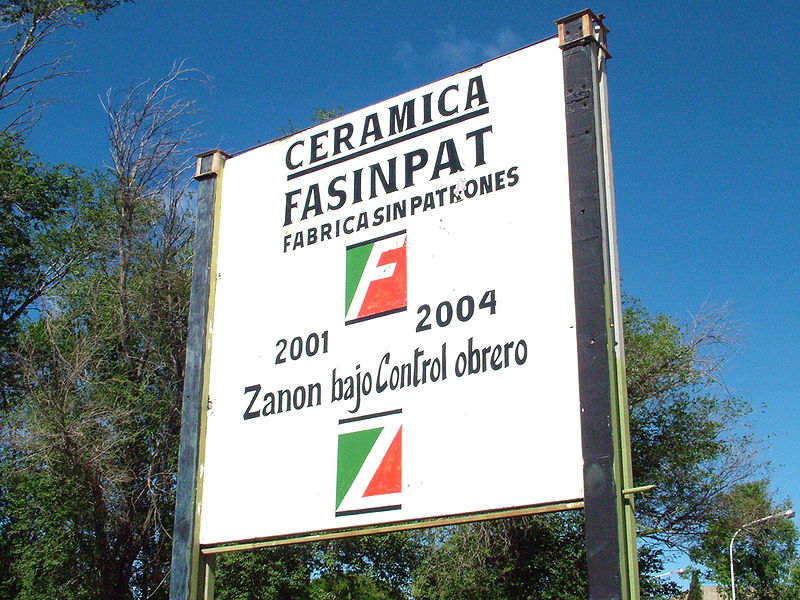 CERAMICA
FASINPAT
FABRICA SIN PATRONES
F
2001 2004
Zanon bajo Control obrero
Z